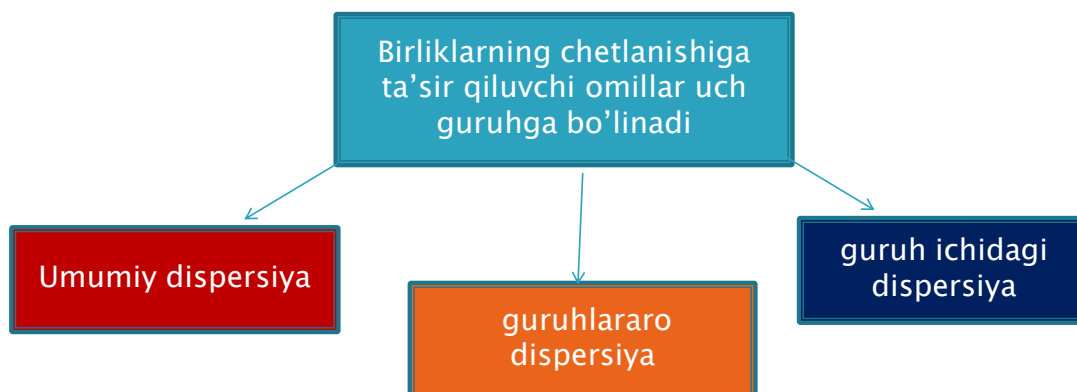 Birliklarning chetlanishiga
ta’sir qiluvchi omillar uch
guruhga bo’linadi
Umumiy dispersiya
guruhlararo
dispersiya
guruh ichidagi
dispersiya